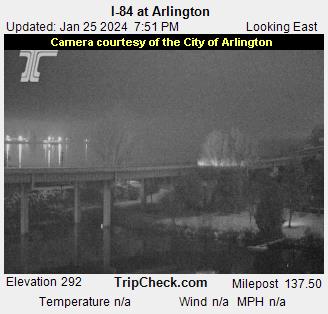 I-84 at Arlington
Updated: Jan 25 2024 7:51 PM Looking East
Camera courtesy of the City of Arlington
Elevation 292 TripCheck.com Milepost 137.50
Temperature n/a Wind n/a MPH n/a